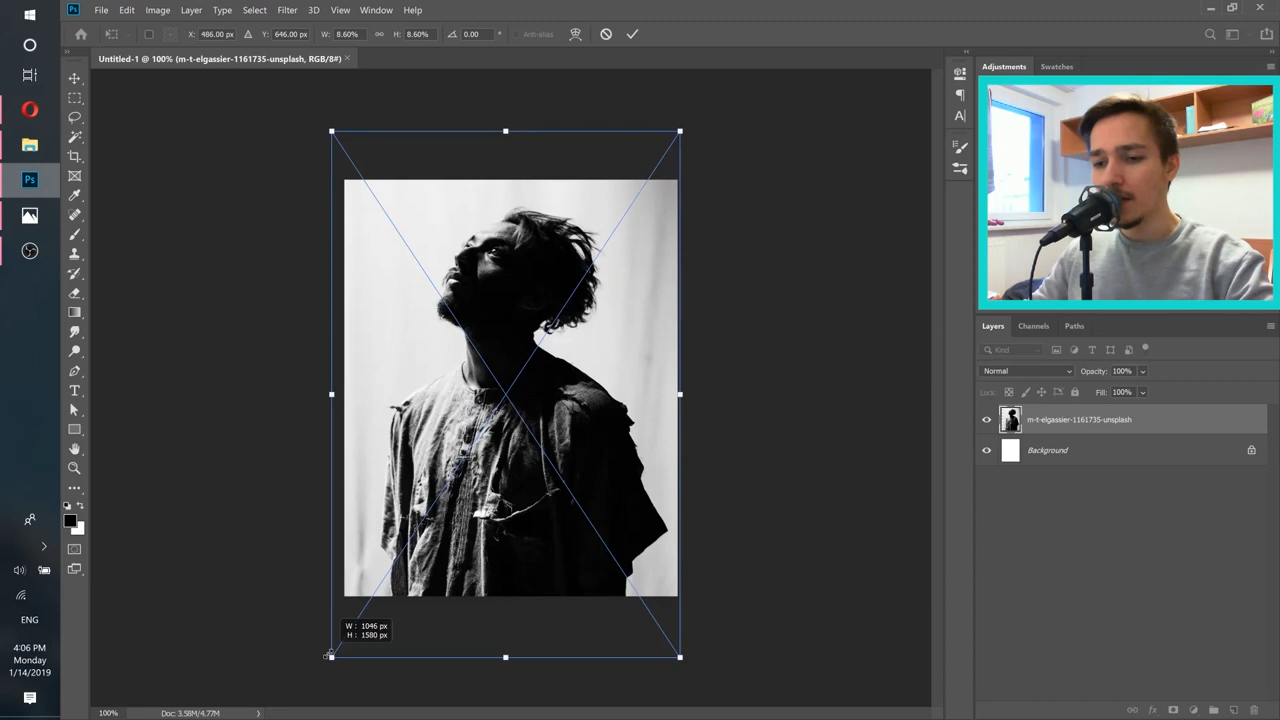 Ps File Edit Image Layer Type Select Filter 3D View Window Help
X: 486.00 px Y: 646.00 px W: 8.60% H: 8.60% 0.00 ° Anti-alias
Untitled-1 @ 100% (m-t-elgassier-1161735-unsplash, RGB/8#) ×
Adjustments Swatches
Ps
Layers Channels Paths
Kind
Normal Opacity: 100%
Lock: Fill: 100%
m-t-elgassier-1161735-unsplash
Background
W: 1046 px
H: 1580 px
ENG
4:06 PM
Monday
1/14/2019
100% Doc: 3.58M/4.77M